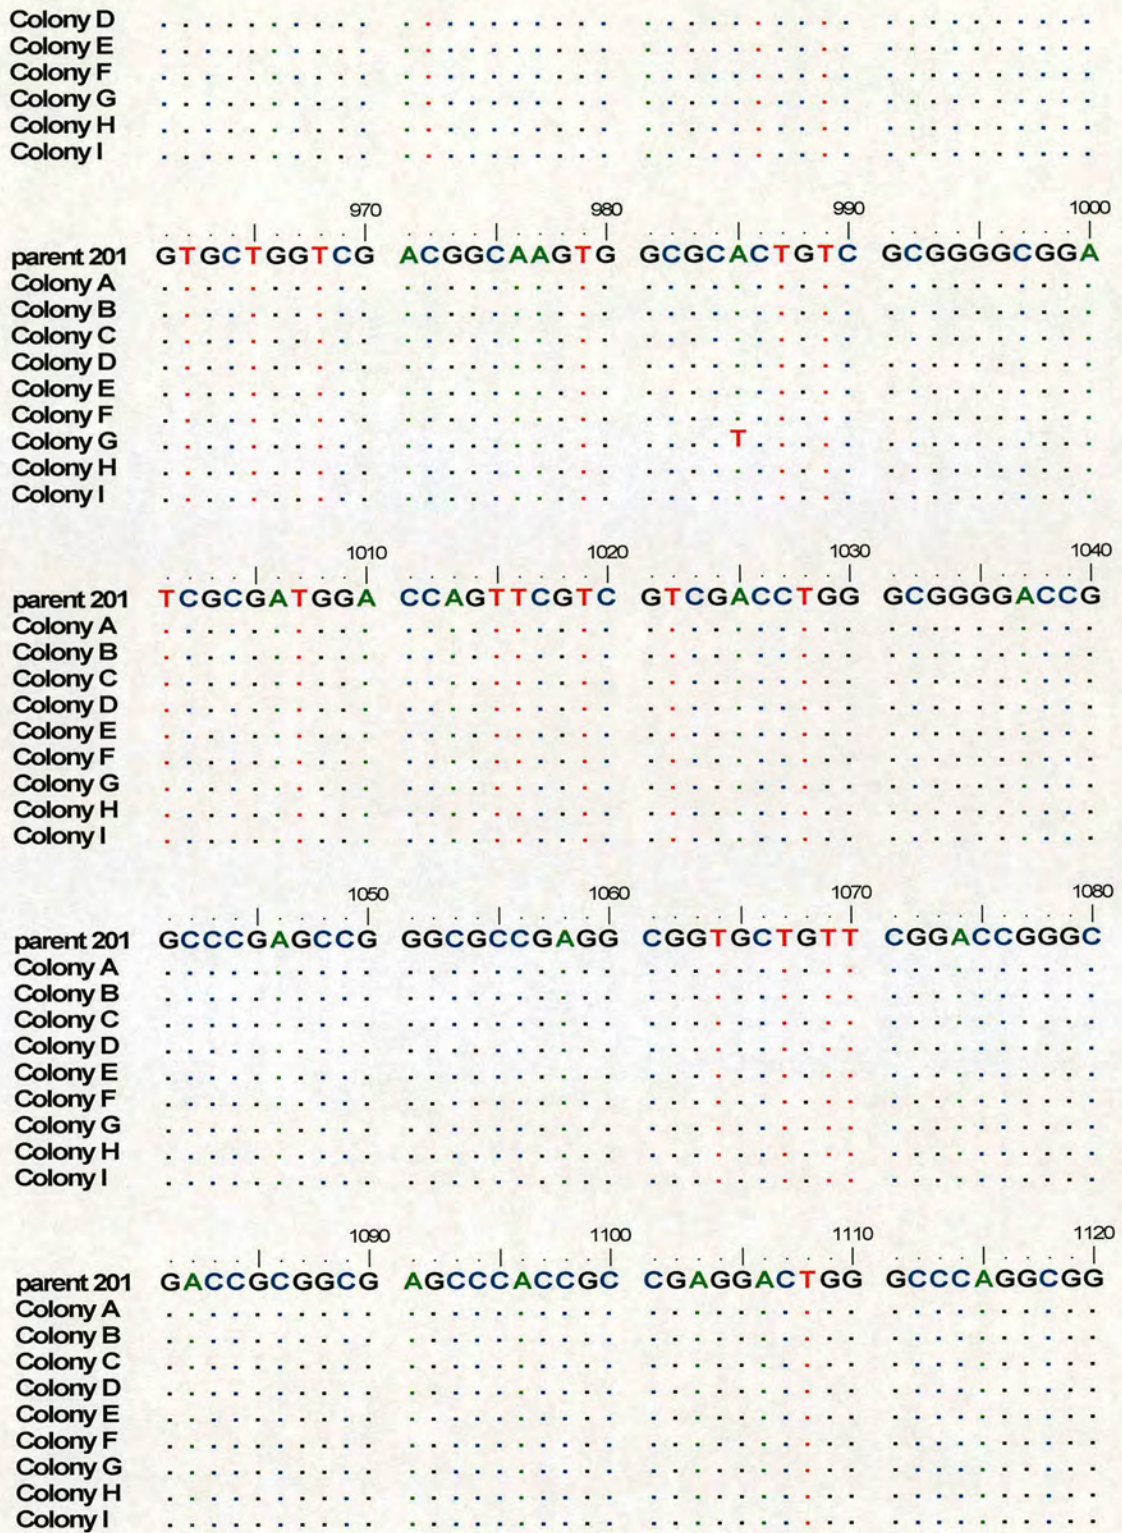 Colony D . . . . . . . . . . . . . . . . . . . . . . . . . . . . . . . . . . . . . . . .
Colony E . . . . . . . . . . . . . . . . . . . . . . . . . . . . . . . . . . . . . . . .
Colony F . . . . . . . . . . . . . . . . . . . . . . . . . . . . . . . . . . . . . . . .
Colony G . . . . . . . . . . . . . . . . . . . . . . . . . . . . . . . . . . . . . . . .
Colony H . . . . . . . . . . . . . . . . . . . . . . . . . . . . . . . . . . . . . . . .
Colony I . . . . . . . . . . . . . . . . . . . . . . . . . . . . . . . . . . . . . . . .
970 980 990 1000
parent 201 GTGCTGGTCG ACGGCAAGTG GCGCACTGTC GCGGGGCGGA
Colony A . . . . . . . . . . . . . . . . . . . . . . . . . . . . . . . . . . . . . . . .
Colony B . . . . . . . . . . . . . . . . . . . . . . . . . . . . . . . . . . . . . . . .
Colony C . . . . . . . . . . . . . . . . . . . . . . . . . . . . . . . . . . . . . . . .
Colony D . . . . . . . . . . . . . . . . . . . . . . . . . . . . . . . . . . . . . . . .
Colony E . . . . . . . . . . . . . . . . . . . . . . . . . . . . . . . . . . . . . . . .
Colony F . . . . . . . . . . . . . . . . . . . . . . . . . . . . . . . . . . . . . . . .
Colony G . . . . . . . . . . . . . . . . . . . . . . . . T . . . . . . . . . . . . . . .
Colony H . . . . . . . . . . . . . . . . . . . . . . . . . . . . . . . . . . . . . . . .
Colony I . . . . . . . . . . . . . . . . . . . . . . . . . . . . . . . . . . . . . . . .
1010 1020 1030 1040
parent 201 TCGCGATGGA CCAGTTCGTC GTCGACCTGG GCGGGGACCG
Colony A . . . . . . . . . . . . . . . . . . . . . . . . . . . . . . . . . . . . . . . .
Colony B . . . . . . . . . . . . . . . . . . . . . . . . . . . . . . . . . . . . . . . .
Colony C . . . . . . . . . . . . . . . . . . . . . . . . . . . . . . . . . . . . . . . .
Colony D . . . . . . . . . . . . . . . . . . . . . . . . . . . . . . . . . . . . . . . .
Colony E . . . . . . . . . . . . . . . . . . . . . . . . . . . . . . . . . . . . . . . .
Colony F . . . . . . . . . . . . . . . . . . . . . . . . . . . . . . . . . . . . . . . .
Colony G . . . . . . . . . . . . . . . . . . . . . . . . . . . . . . . . . . . . . . . .
Colony H . . . . . . . . . . . . . . . . . . . . . . . . . . . . . . . . . . . . . . . .
Colony I . . . . . . . . . . . . . . . . . . . . . . . . . . . . . . . . . . . . . . . .
1050 1060 1070 1080
parent 201 GCCCGAGCCG GGCGCCGAGG CGGTGCTGTT CGGACCGGGC
Colony A . . . . . . . . . . . . . . . . . . . . . . . . . . . . . . . . . . . . . . . .
Colony B . . . . . . . . . . . . . . . . . . . . . . . . . . . . . . . . . . . . . . . .
Colony C . . . . . . . . . . . . . . . . . . . . . . . . . . . . . . . . . . . . . . . .
Colony D . . . . . . . . . . . . . . . . . . . . . . . . . . . . . . . . . . . . . . . .
Colony E . . . . . . . . . . . . . . . . . . . . . . . . . . . . . . . . . . . . . . . .
Colony F . . . . . . . . . . . . . . . . . . . . . . . . . . . . . . . . . . . . . . . .
Colony G . . . . . . . . . . . . . . . . . . . . . . . . . . . . . . . . . . . . . . . .
Colony H . . . . . . . . . . . . . . . . . . . . . . . . . . . . . . . . . . . . . . . .
Colony I . . . . . . . . . . . . . . . . . . . . . . . . . . . . . . . . . . . . . . . .
1090 1100 1110 1120
parent 201 GACCGCGGCG AGCCCACCGC CGAGGACTGG GCCCAGGCGG
Colony A . . . . . . . . . . . . . . . . . . . . . . . . . . . . . . . . . . . . . . . .
Colony B . . . . . . . . . . . . . . . . . . . . . . . . . . . . . . . . . . . . . . . .
Colony C . . . . . . . . . . . . . . . . . . . . . . . . . . . . . . . . . . . . . . . .
Colony D . . . . . . . . . . . . . . . . . . . . . . . . . . . . . . . . . . . . . . . .
Colony E . . . . . . . . . . . . . . . . . . . . . . . . . . . . . . . . . . . . . . . .
Colony F . . . . . . . . . . . . . . . . . . . . . . . . . . . . . . . . . . . . . . . .
Colony G . . . . . . . . . . . . . . . . . . . . . . . . . . . . . . . . . . . . . . . .
Colony H . . . . . . . . . . . . . . . . . . . . . . . . . . . . . . . . . . . . . . . .
Colony I . . . . . . . . . . . . . . . . . . . . . . . . . . . . . . . . . . . . . . . .